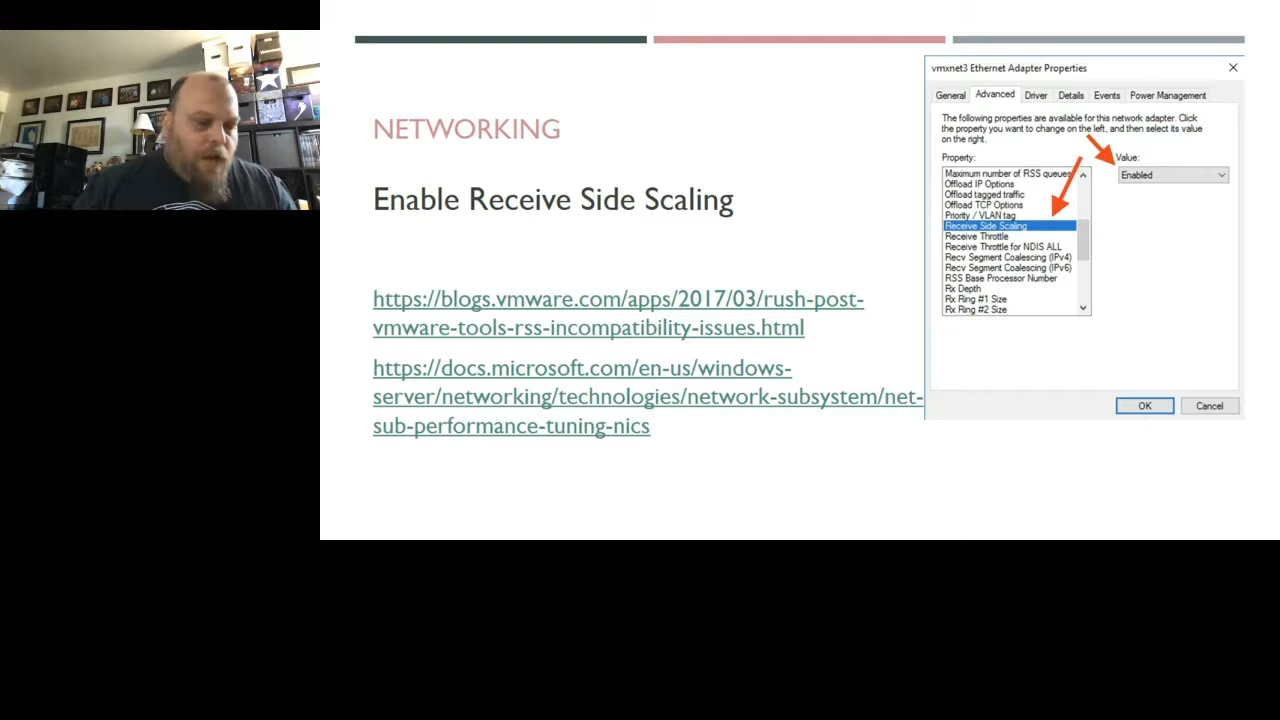 NETWORKING
Enable Receive Side Scaling
https://blogs.vmware.com/apps/2017/03/rush-post-
vmware-tools-rss-incompatibility-issues.html
https://docs.microsoft.com/en-us/windows-
server/networking/technologies/network-subsystem/net-
sub-performance-tuning-nics
vmxnet3 Ethernet Adapter Properties
General Advanced Driver Details Events Power Management
The following properties are available for this network adapter. Click
the property you want to change on the left, and then select its value
on the right.
Property:
Value:
Maximum number of RSS queues
Enabled
Offload IP Options
Offload tagged traffic
Offload TCP Options
Priority / VLAN tag
Receive Side Scaling
Receive Throttle
Receive Throttle for NDIS ALL
Recv Segment Coalescing (IPv4)
Recv Segment Coalescing (IPv6)
RSS Base Processor Number
Rx Depth
Rx Ring #1 Size
Rx Ring #2 Size
OK Cancel